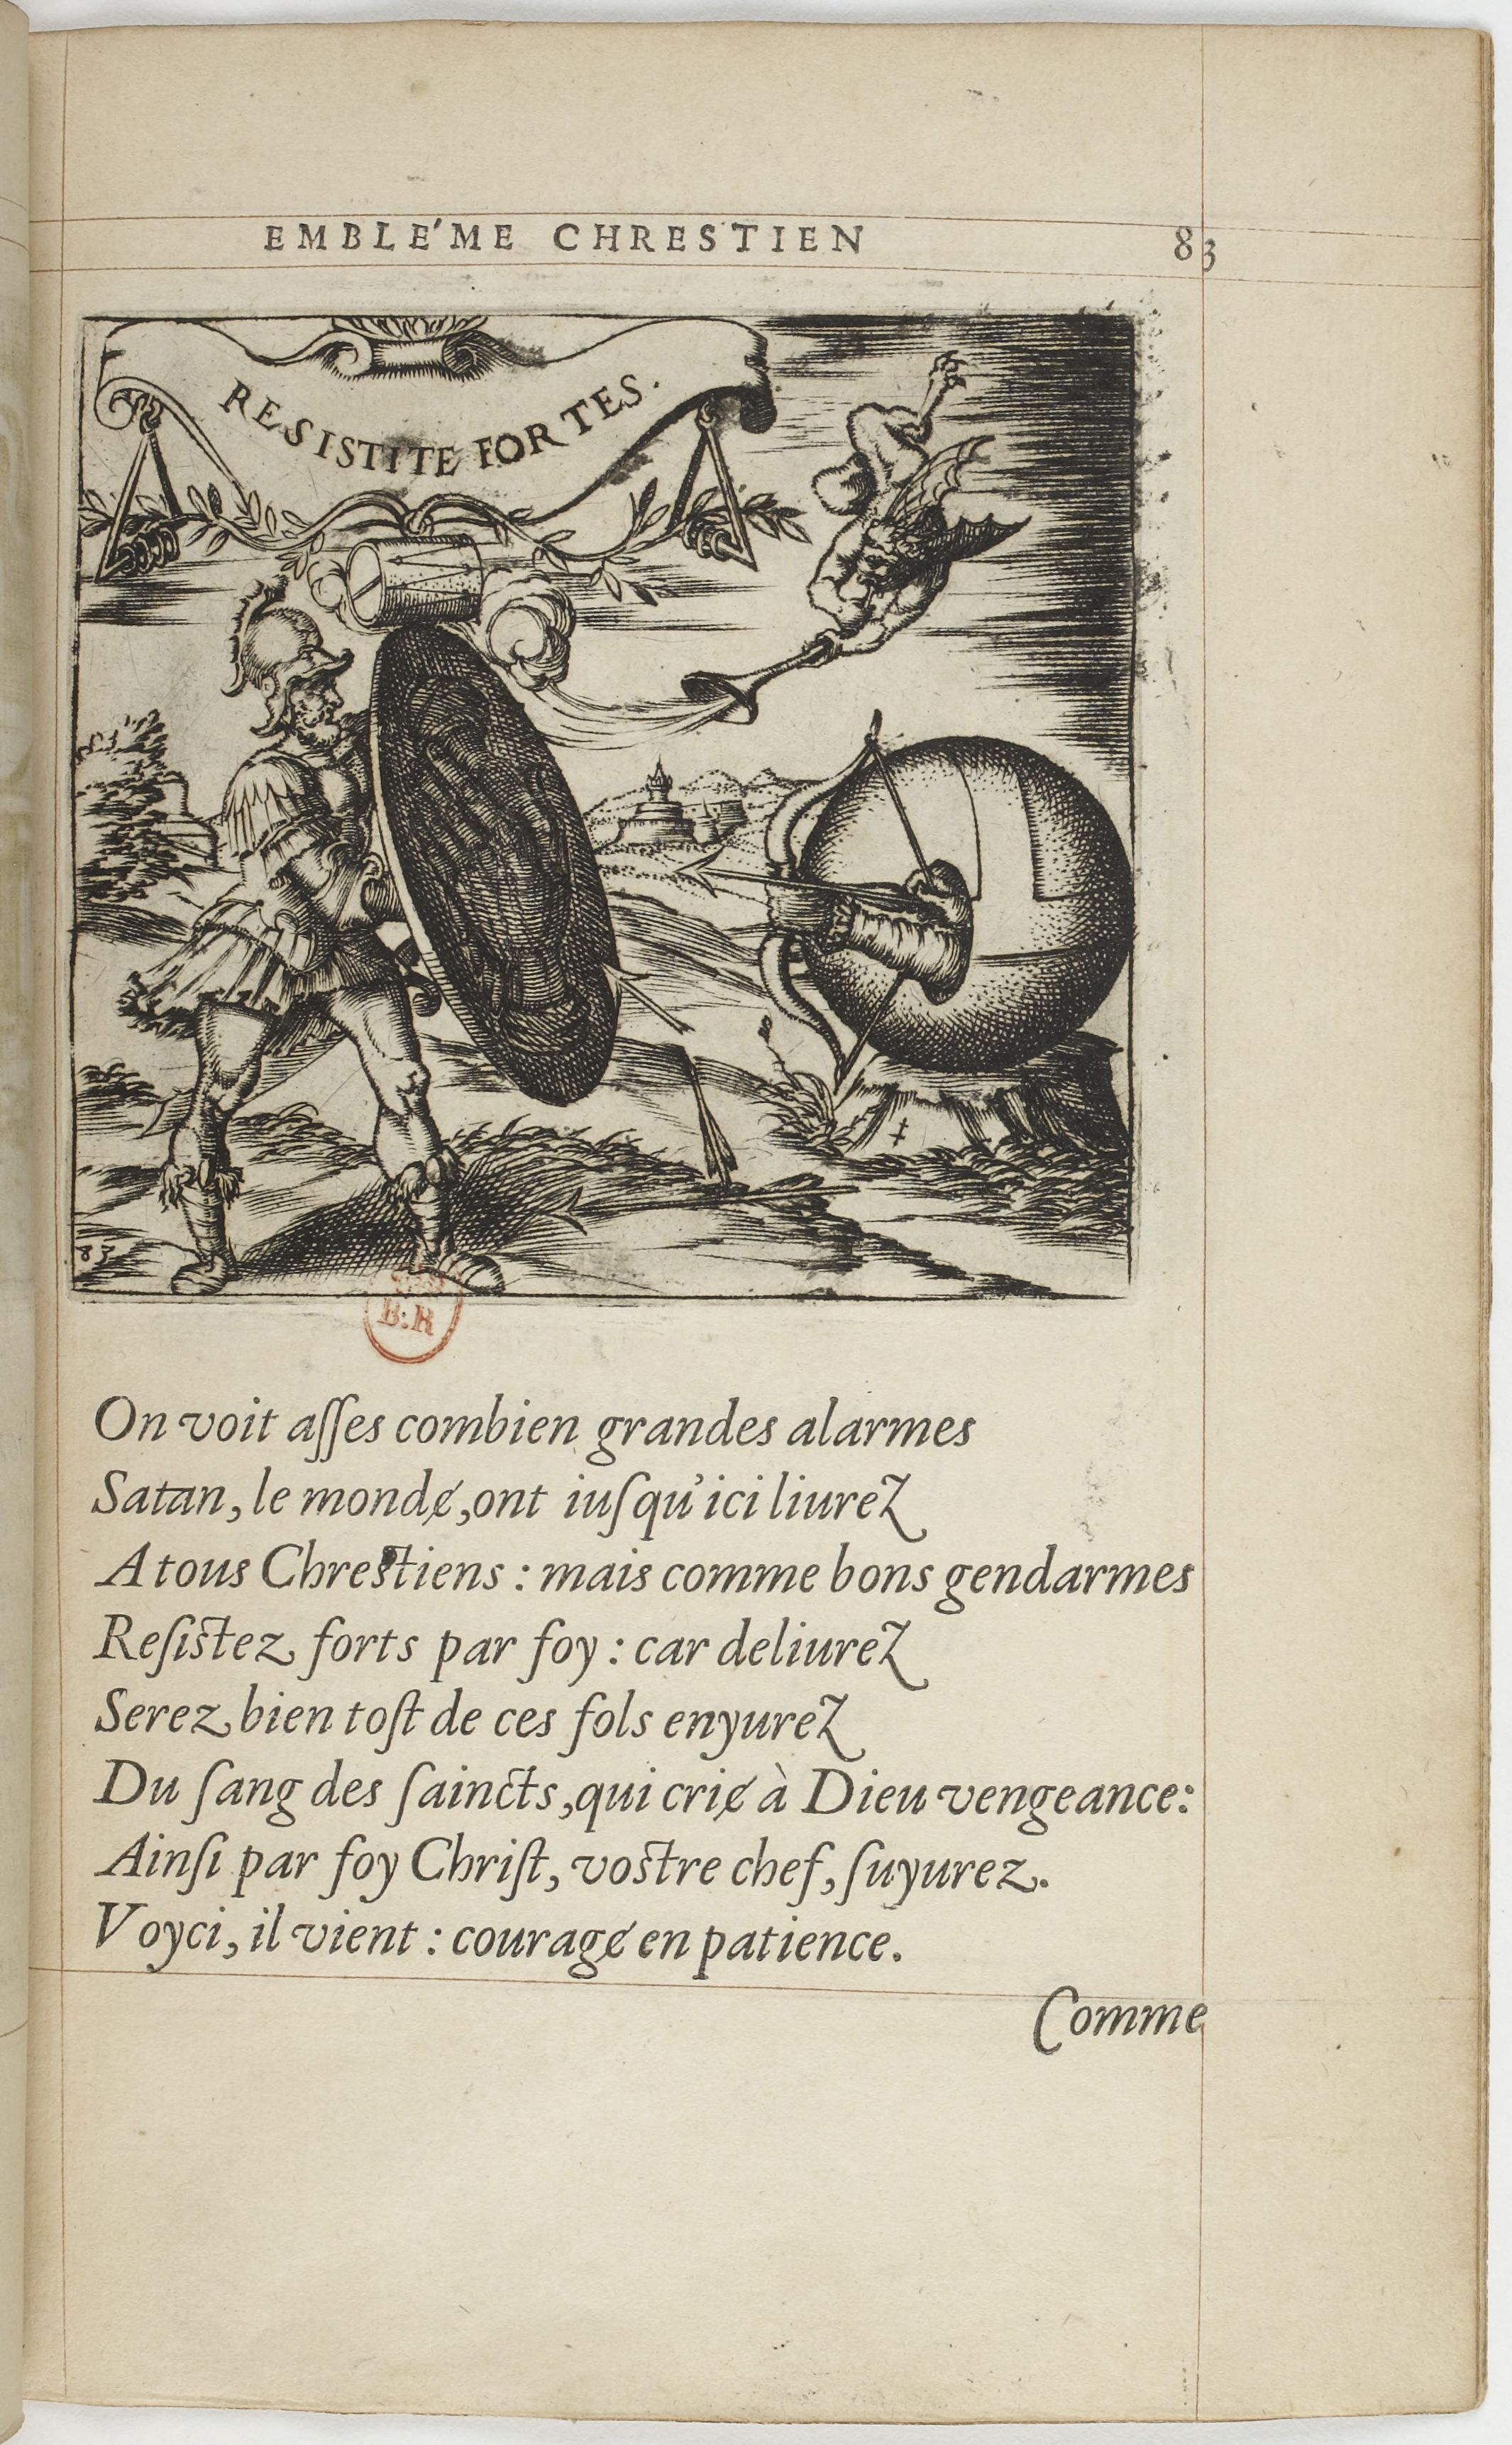 EMBLE'ME CHRESTIEN 83
RESISTITE FORTES.
83
B.R
On voit aſſes combien grandes alarmes
Satan, le mondɇ, ont iuſqu'ici liurez
A tous Chreſtiens : mais comme bons gendarmes
Reſiſtez forts par foy : car deliurez
Serez bien toſt de ces fols enyurez
Du ſang des ſaincts, qui criɇ à Dieu vengeance:
Ainſi par foy Chriſt, voſtre chef, ſuyurez.
Voyci, il vient : couragɇ en patience.
Comme